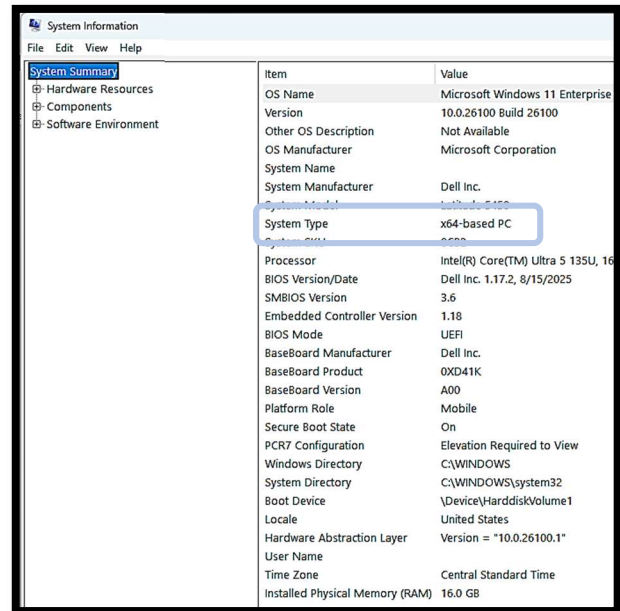 System Information
File Edit View Help
System Summary
Hardware Resources
Components
Software Environment
Item Value
OS Name Microsoft Windows 11 Enterprise
Version 10.0.26100 Build 26100
Other OS Description Not Available
OS Manufacturer Microsoft Corporation
System Name
System Manufacturer Dell Inc.
System Model Latitude 5450
System Type x64-based PC
System SKU
Processor Intel(R) Core(TM) Ultra 5 135U, 16
BIOS Version/Date Dell Inc. 1.17.2, 8/15/2025
SMBIOS Version 3.6
Embedded Controller Version 1.18
BIOS Mode UEFI
BaseBoard Manufacturer Dell Inc.
BaseBoard Product 0XD41K
BaseBoard Version A00
Platform Role Mobile
Secure Boot State On
PCR7 Configuration Elevation Required to View
Windows Directory C:\WINDOWS
System Directory C:\WINDOWS\system32
Boot Device \Device\HarddiskVolume1
Locale United States
Hardware Abstraction Layer Version = "10.0.26100.1"
User Name
Time Zone Central Standard Time
Installed Physical Memory (RAM) 16.0 GB